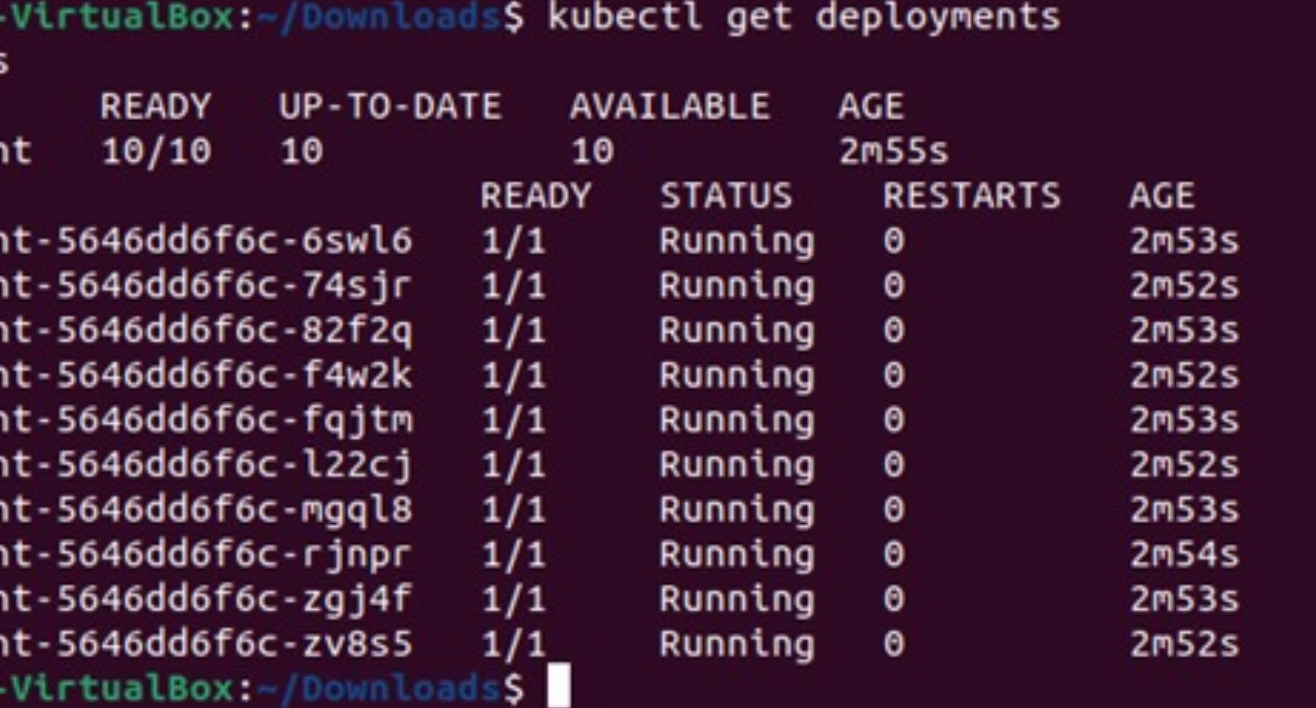 -VirtualBox:~/Downloads$ kubectl get deployments
s
READY UP-TO-DATE AVAILABLE AGE
nt 10/10 10 10 2m55s
READY STATUS RESTARTS AGE
nt-5646dd6f6c-6swl6 1/1 Running 0 2m53s
nt-5646dd6f6c-74sjr 1/1 Running 0 2m52s
nt-5646dd6f6c-82f2q 1/1 Running 0 2m53s
nt-5646dd6f6c-f4w2k 1/1 Running 0 2m52s
nt-5646dd6f6c-fqjtm 1/1 Running 0 2m53s
nt-5646dd6f6c-l22cj 1/1 Running 0 2m52s
nt-5646dd6f6c-mgql8 1/1 Running 0 2m53s
nt-5646dd6f6c-rjnpr 1/1 Running 0 2m54s
nt-5646dd6f6c-zgj4f 1/1 Running 0 2m53s
nt-5646dd6f6c-zv8s5 1/1 Running 0 2m52s
-VirtualBox:~/Downloads$